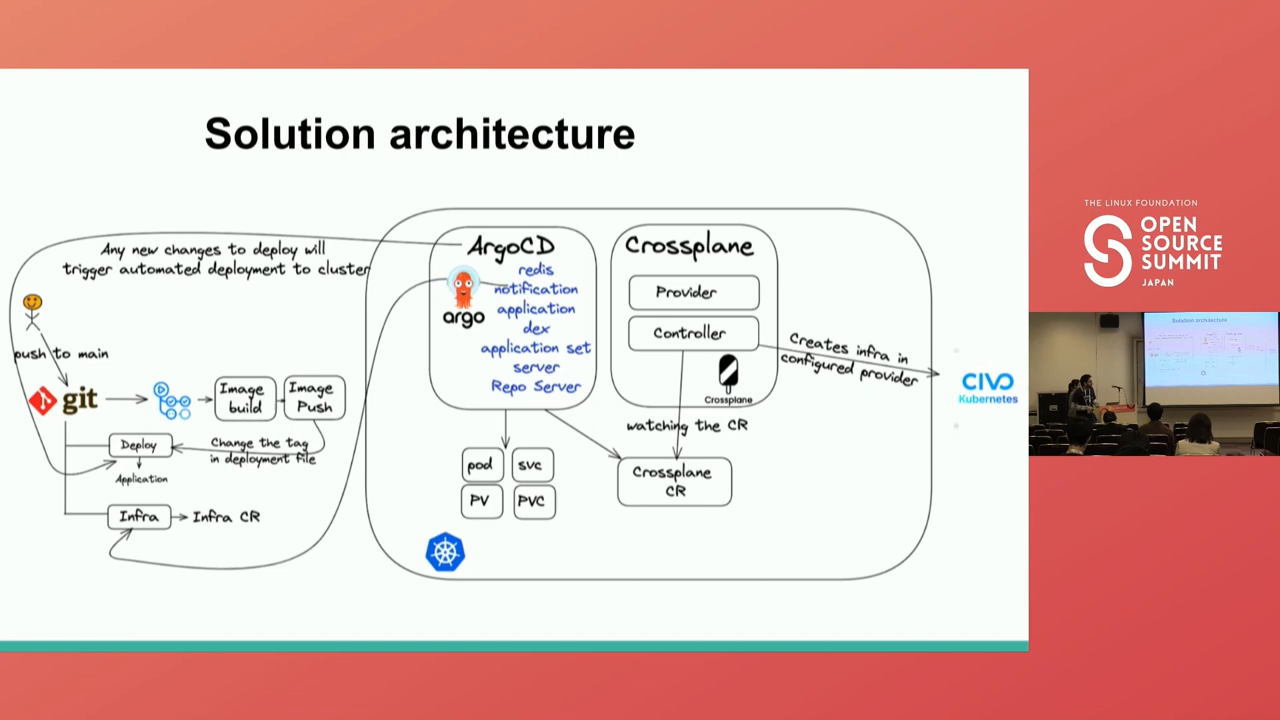 Solution architecture
Any new changes to deploy will
trigger automated deployment to cluster
push to main
git
Image
build
Image
Push
Deploy
Change the tag
in deployment file
Application
Infra
Infra CR
ArgoCD
argo
redis
notification
application
dex
application set
server
Repo Server
pod
svc
PV
PVC
Crossplane
Provider
Controller
Crossplane
watching the CR
Crossplane
CR
Creates infra in
configured provider
CIVO
Kubernetes
THE LINUX FOUNDATION
OPEN
SOURCE
SUMMIT
JAPAN
Solution architecture